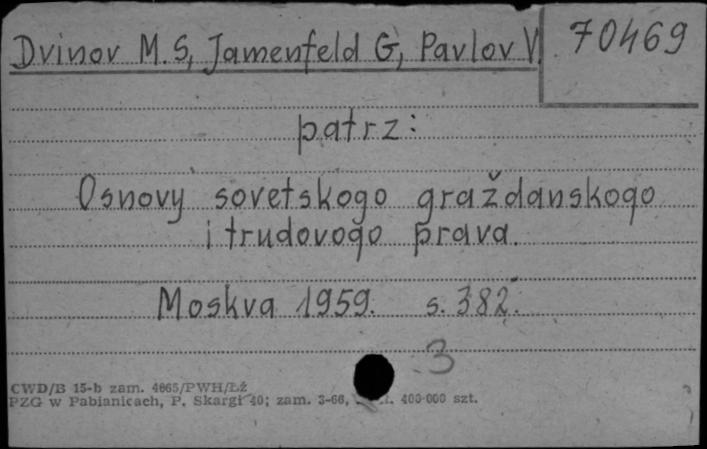 Dvinov M. S, Jamenfeld G, Pavlov V. 70469
patrz:
Osnovy sovetskogo graždanskogo
i trudovogo prava.
Moskva 1959. s. 382.
3
CWD/B 15-b zam. 4665/PWH/Łź
PZG w Pabianicach, P. Skargi 40; zam. 3-66, 400 000 szt.